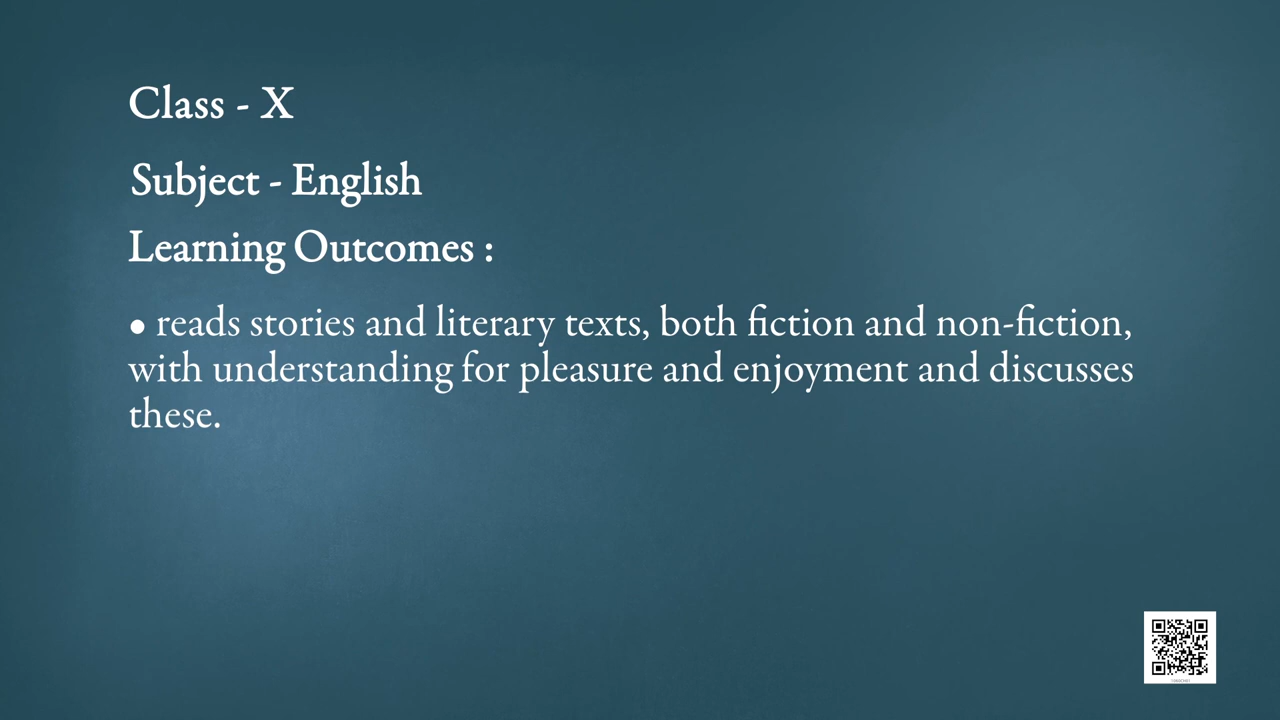 Class - X
Subject - English
Learning Outcomes :
• reads stories and literary texts, both fiction and non-fiction,
with understanding for pleasure and enjoyment and discusses
these.